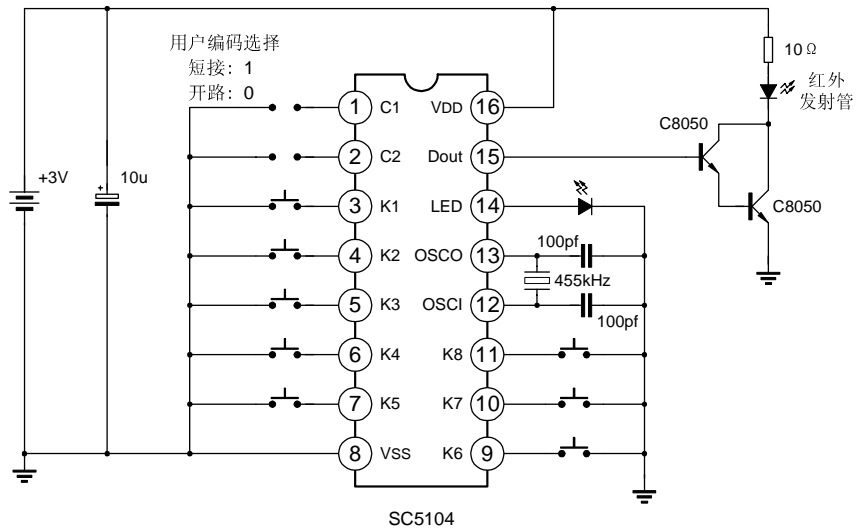 用户编码选择
短接：1
开路：0
10Ω
红外
发射管
C8050
C8050
+3V
+
10u
1 C1
2 C2
3 K1
4 K2
5 K3
6 K4
7 K5
8 VSS
VDD 16
Dout 15
LED 14
OSCO 13
OSCI 12
K8 11
K7 10
K6 9
100pf
455kHz
100pf
SC5104